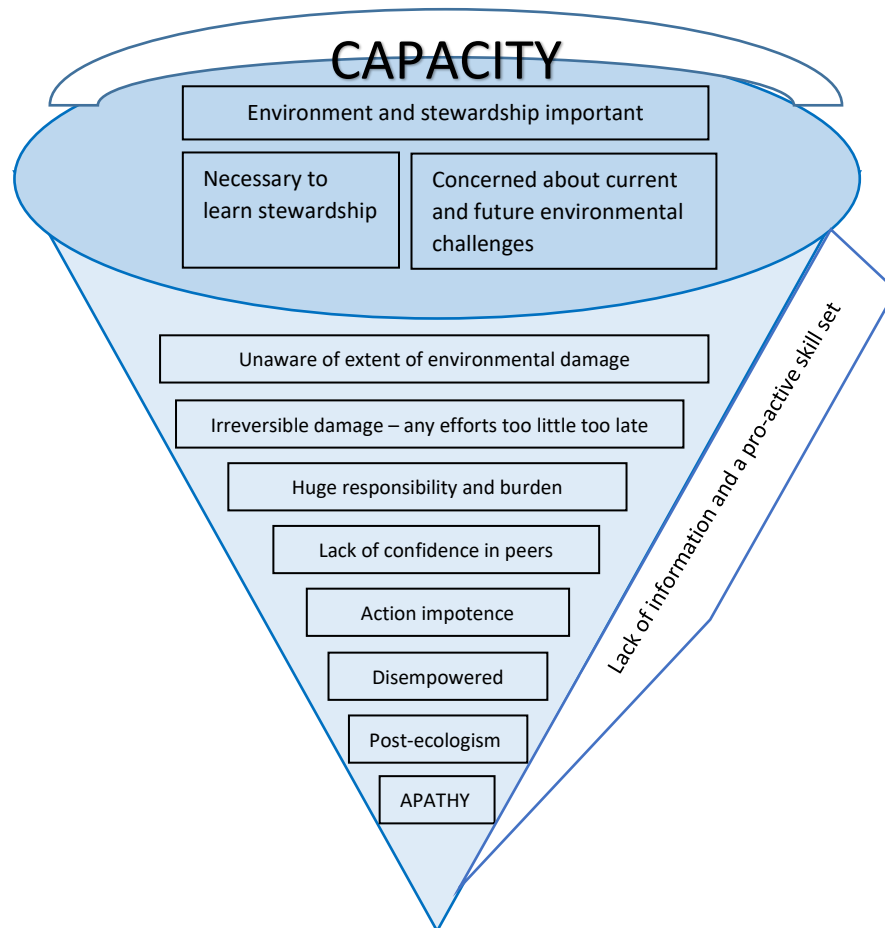 CAPACITY
Environment and stewardship important
Necessary to
learn stewardship
Concerned about current
and future environmental
challenges
Unaware of extent of environmental damage
Irreversible damage – any efforts too little too late
Huge responsibility and burden
Lack of confidence in peers
Action impotence
Disempowered
Post-ecologism
APATHY
Lack of information and a pro-active skill set